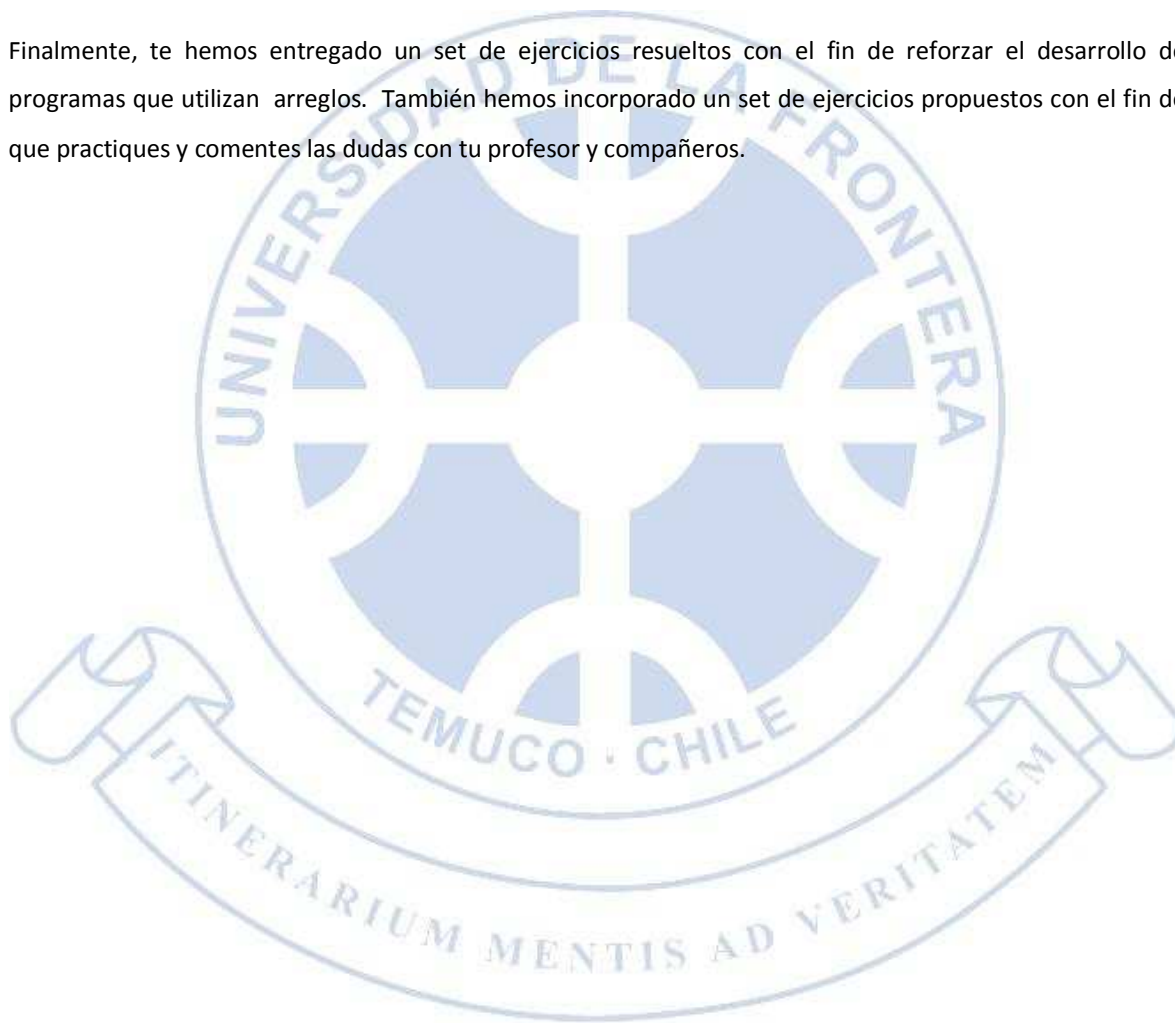 Finalmente, te hemos entregado un set de ejercicios resueltos con el fin de reforzar el desarrollo de
programas que utilizan arreglos. También hemos incorporado un set de ejercicios propuestos con el fin de
que practiques y comentes las dudas con tu profesor y compañeros.
UNIVERSIDAD DE LA FRONTERA
TEMUCO · CHILE
ITINERARIUM MENTIS AD VERITATEM